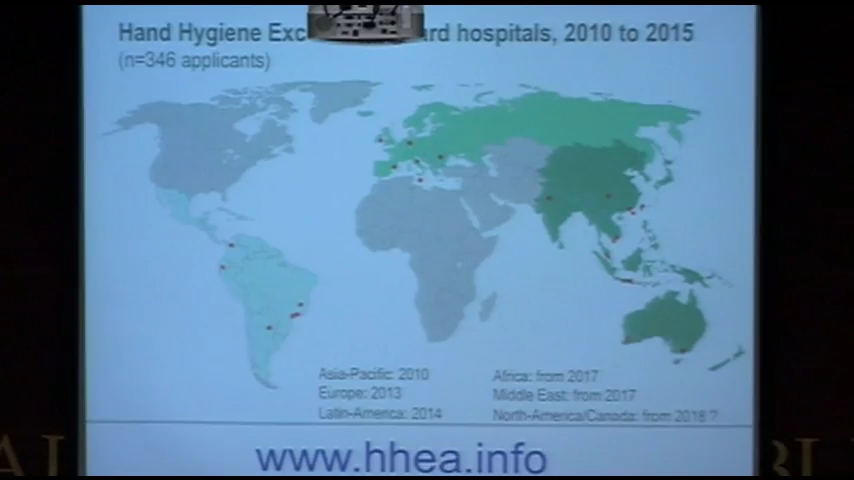 Hand Hygiene Exc rd hospitals, 2010 to 2015
(n=346 applicants)
Asia-Pacific: 2010
Europe: 2013
Latin-America: 2014
Africa: from 2017
Middle East: from 2017
North-America/Canada: from 2018 ?
www.hhea.info